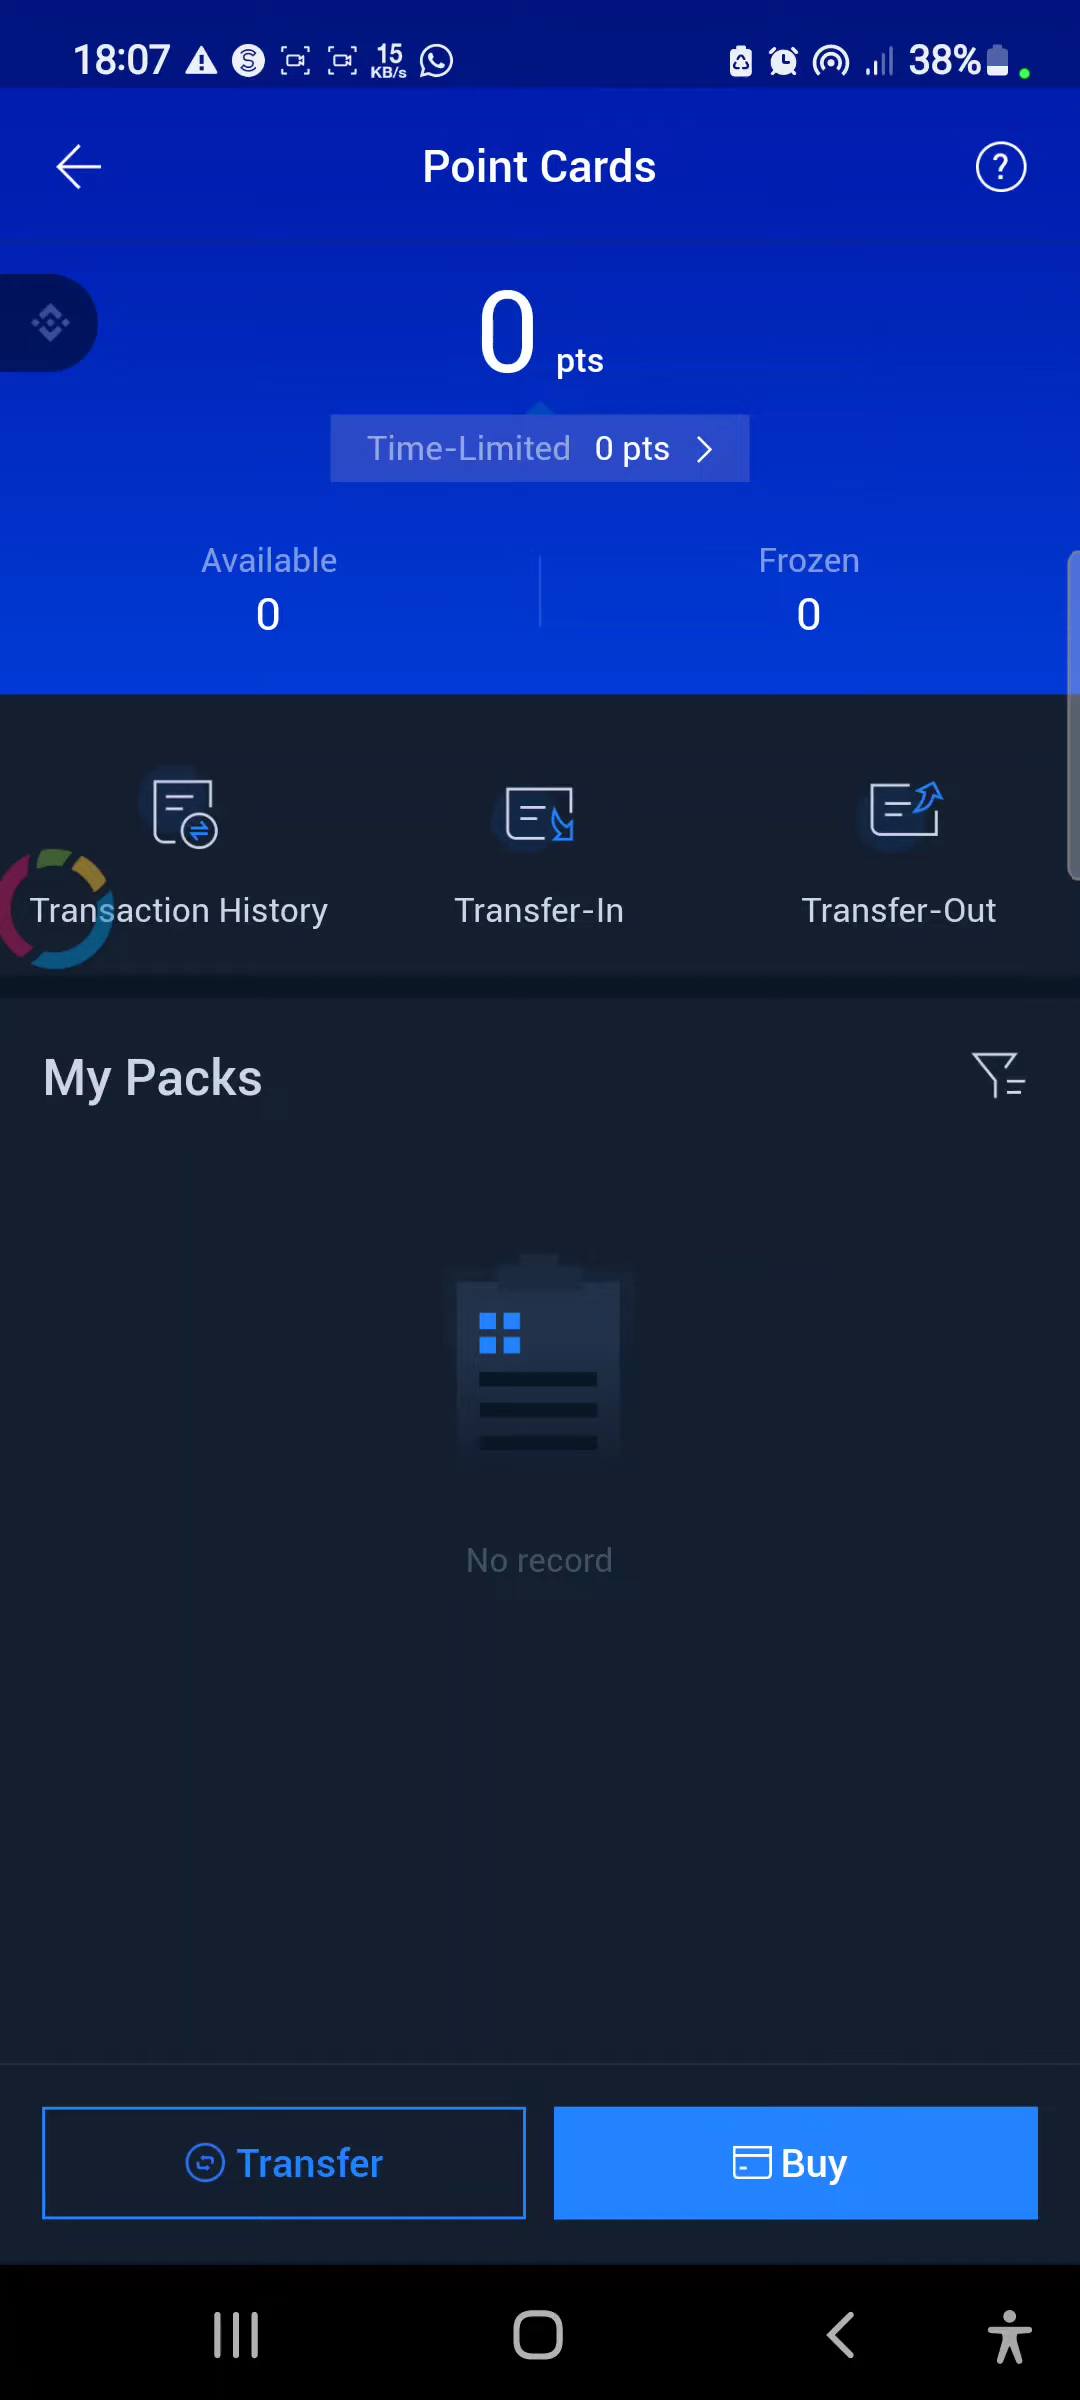 18:07 15 KB/s 38%
Point Cards
0 pts
Time-Limited 0 pts
Available Frozen
0 0
Transaction History Transfer-In Transfer-Out
My Packs
No record
Transfer Buy